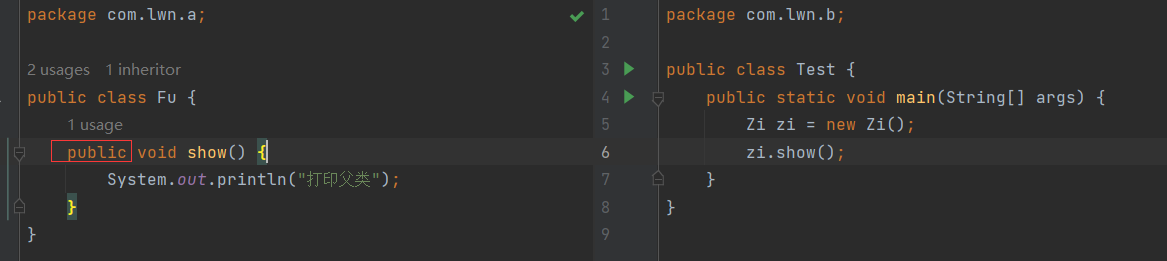 package com.lwn.a;
2 usages 1 inheritor
public class Fu {
1 usage
public void show() {
System.out.println("打印父类");
}
}
1 package com.lwn.b;
2
3 public class Test {
4 public static void main(String[] args) {
5 Zi zi = new Zi();
6 zi.show();
7 }
8 }
9